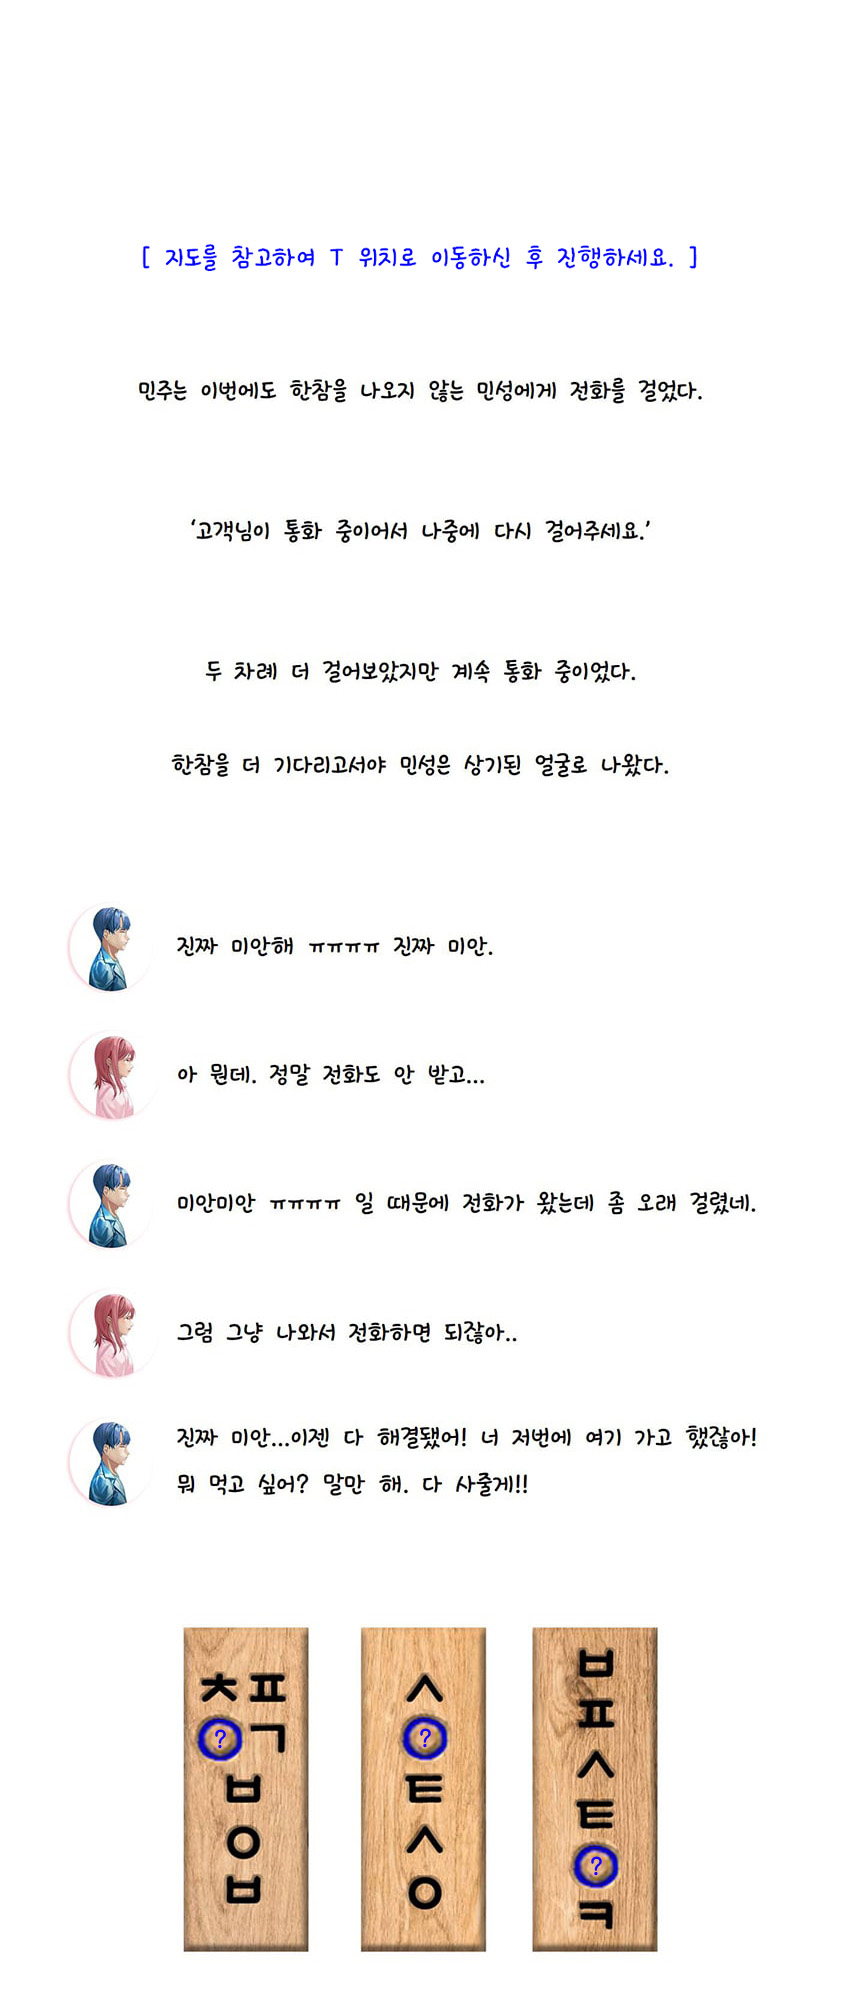 [ 지도를 참고하여 T 위치로 이동하신 후 진행하세요. ]
민주는 이번에도 한참을 나오지 않는 민성에게 전화를 걸었다.
‘고객님이 통화 중이어서 나중에 다시 걸어주세요.’
두 차례 더 걸어보았지만 계속 통화 중이었다.
한참을 더 기다리고서야 민성은 상기된 얼굴로 나왔다.
진짜 미안해 ㅠㅠㅠㅠ 진짜 미안.
아 뭔데. 정말 전화도 안 받고...
미안미안 ㅠㅠㅠㅠ 일 때문에 전화가 왔는데 좀 오래 걸렸네.
그럼 그냥 나와서 전화하면 되잖아..
진짜 미안...이젠 다 해결됐어! 너 저번에 여기 가고 했잖아!
뭐 먹고 싶어? 말만 해. 다 사줄게!!
ㅊㅍ
?ㄱ
ㅂ
ㅇ
ㅂ
ㅅ
?
ㅌ
ㅅ
ㅇ
ㅂ
ㅍ
ㅅ
ㅌ
?
ㅋ